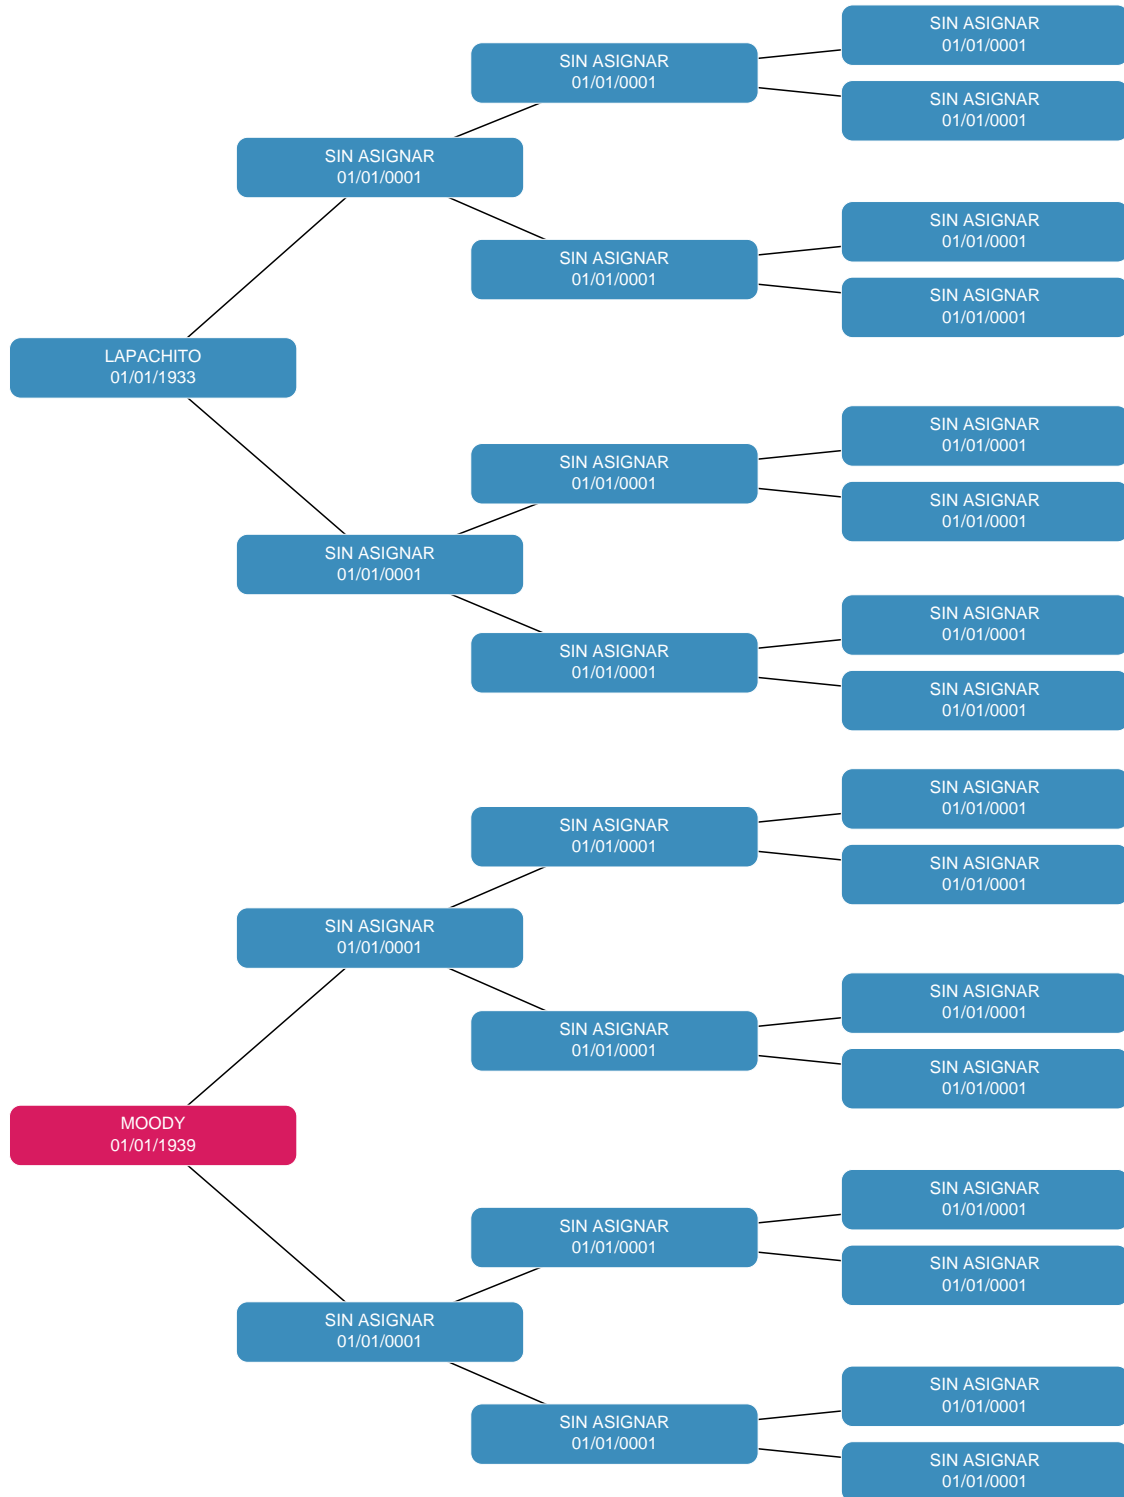 SIN ASIGNAR
01/01/0001
SIN ASIGNAR
01/01/0001
SIN ASIGNAR
01/01/0001
SIN ASIGNAR
01/01/0001
SIN ASIGNAR
01/01/0001
SIN ASIGNAR
01/01/0001
SIN ASIGNAR
01/01/0001
LAPACHITO
01/01/1933
SIN ASIGNAR
01/01/0001
SIN ASIGNAR
01/01/0001
SIN ASIGNAR
01/01/0001
SIN ASIGNAR
01/01/0001
SIN ASIGNAR
01/01/0001
SIN ASIGNAR
01/01/0001
SIN ASIGNAR
01/01/0001
SIN ASIGNAR
01/01/0001
SIN ASIGNAR
01/01/0001
SIN ASIGNAR
01/01/0001
SIN ASIGNAR
01/01/0001
SIN ASIGNAR
01/01/0001
SIN ASIGNAR
01/01/0001
SIN ASIGNAR
01/01/0001
MOODY
01/01/1939
SIN ASIGNAR
01/01/0001
SIN ASIGNAR
01/01/0001
SIN ASIGNAR
01/01/0001
SIN ASIGNAR
01/01/0001
SIN ASIGNAR
01/01/0001
SIN ASIGNAR
01/01/0001
SIN ASIGNAR
01/01/0001